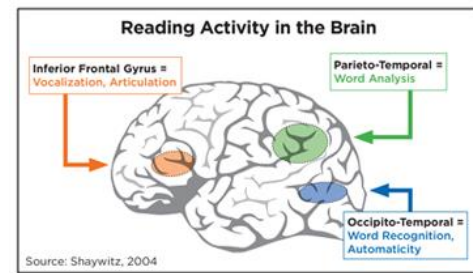 Reading Activity in the Brain
Inferior Frontal Gyrus =
Vocalization, Articulation
Parieto-Temporal =
Word Analysis
Occipito-Temporal =
Word Recognition,
Automaticity
Source: Shaywitz, 2004